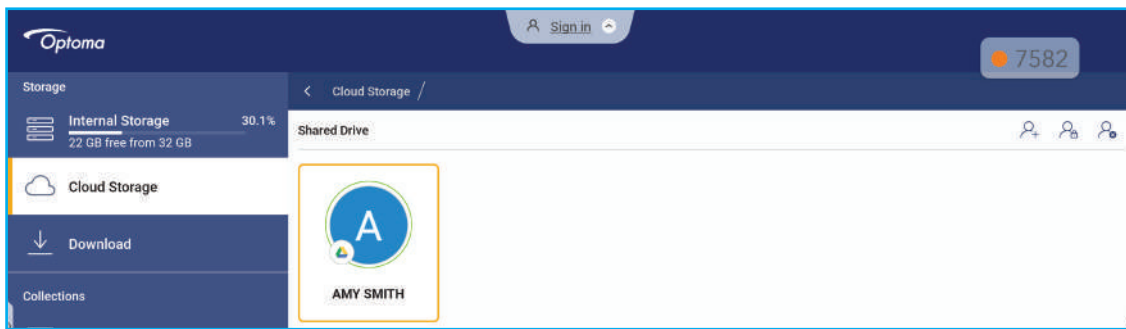 Optoma
Sign in
7582
Storage
Internal Storage 30.1%
22 GB free from 32 GB
Cloud Storage
Download
Collections
< Cloud Storage /
Shared Drive
A
AMY SMITH